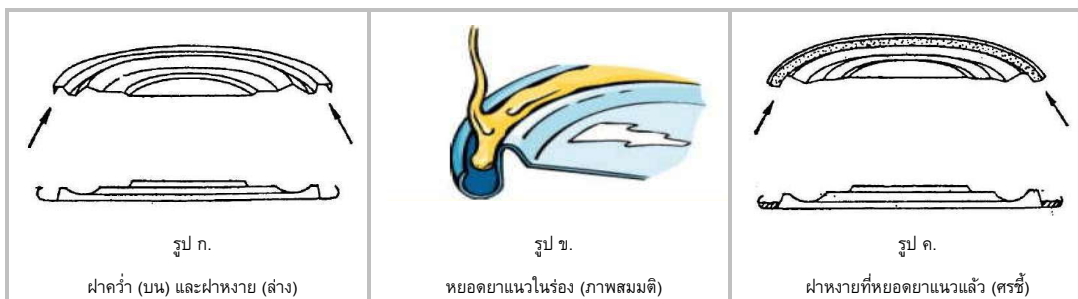 รูป ก.
ฝาคว่ำ (บน) และฝาหงาย (ล่าง)
รูป ข.
หยอดยาแนวในร่อง (ภาพสมมติ)
รูป ค.
ฝาหงายที่หยอดยาแนวแล้ว (ศรชี้)